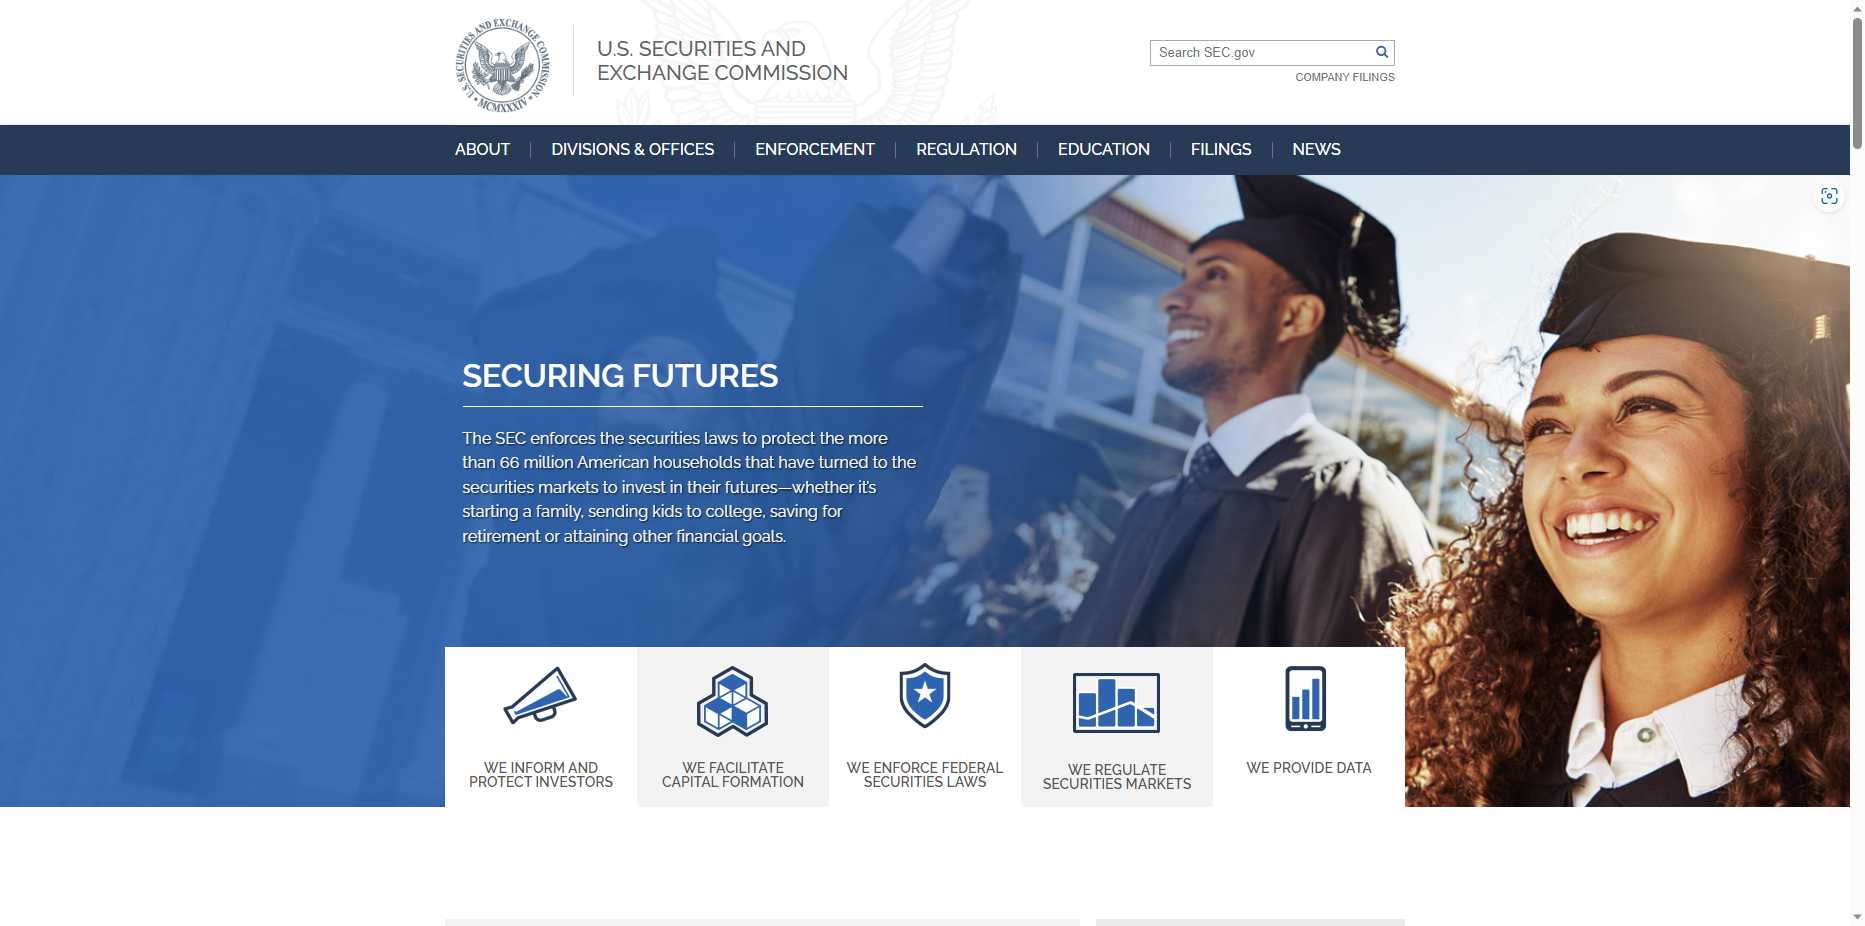 U.S. SECURITIES AND EXCHANGE COMMISSION
MCMXXXIV
U.S. SECURITIES AND
EXCHANGE COMMISSION
Search SEC.gov
COMPANY FILINGS
ABOUT
DIVISIONS & OFFICES
ENFORCEMENT
REGULATION
EDUCATION
FILINGS
NEWS
SECURING FUTURES
The SEC enforces the securities laws to protect the more
than 66 million American households that have turned to the
securities markets to invest in their futures—whether it's
starting a family, sending kids to college, saving for
retirement or attaining other financial goals.
WE INFORM AND
PROTECT INVESTORS
WE FACILITATE
CAPITAL FORMATION
WE ENFORCE FEDERAL
SECURITIES LAWS
WE REGULATE
SECURITIES MARKETS
WE PROVIDE DATA